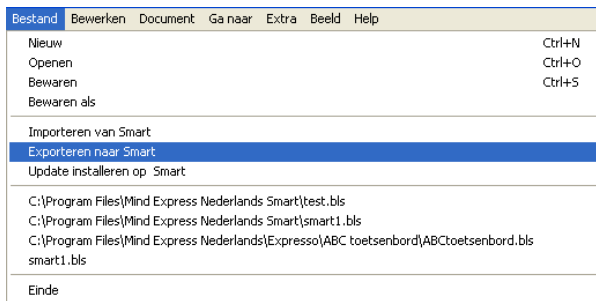 Bestand Bewerken Document Ga naar Extra Beeld Help
Nieuw Ctrl+N
Openen Ctrl+O
Bewaren Ctrl+S
Bewaren als
Importeren van Smart
Exporteren naar Smart
Update installeren op Smart
C:\Program Files\Mind Express Nederlands Smart\test.bls
C:\Program Files\Mind Express Nederlands Smart\smart1.bls
C:\Program Files\Mind Express Nederlands\Expresso\ABC toetsenbord\ABCtoetsenbord.bls
smart1.bls
Einde